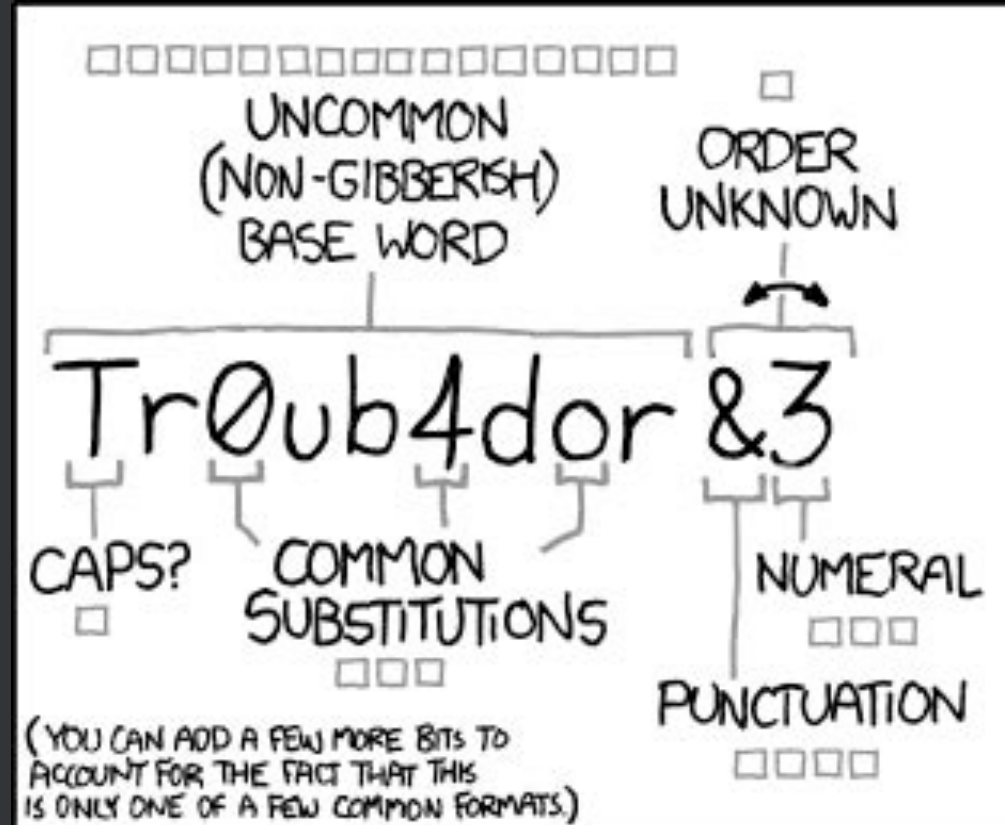 UNCOMMON
(NON-GIBBERISH)
BASE WORD
ORDER
UNKNOWN
Tr0ub4dor &3
CAPS?
COMMON
SUBSTITUTIONS
NUMERAL
PUNCTUATION
(YOU CAN ADD A FEW MORE BITS TO
ACCOUNT FOR THE FACT THAT THIS
IS ONLY ONE OF A FEW COMMON FORMATS.)